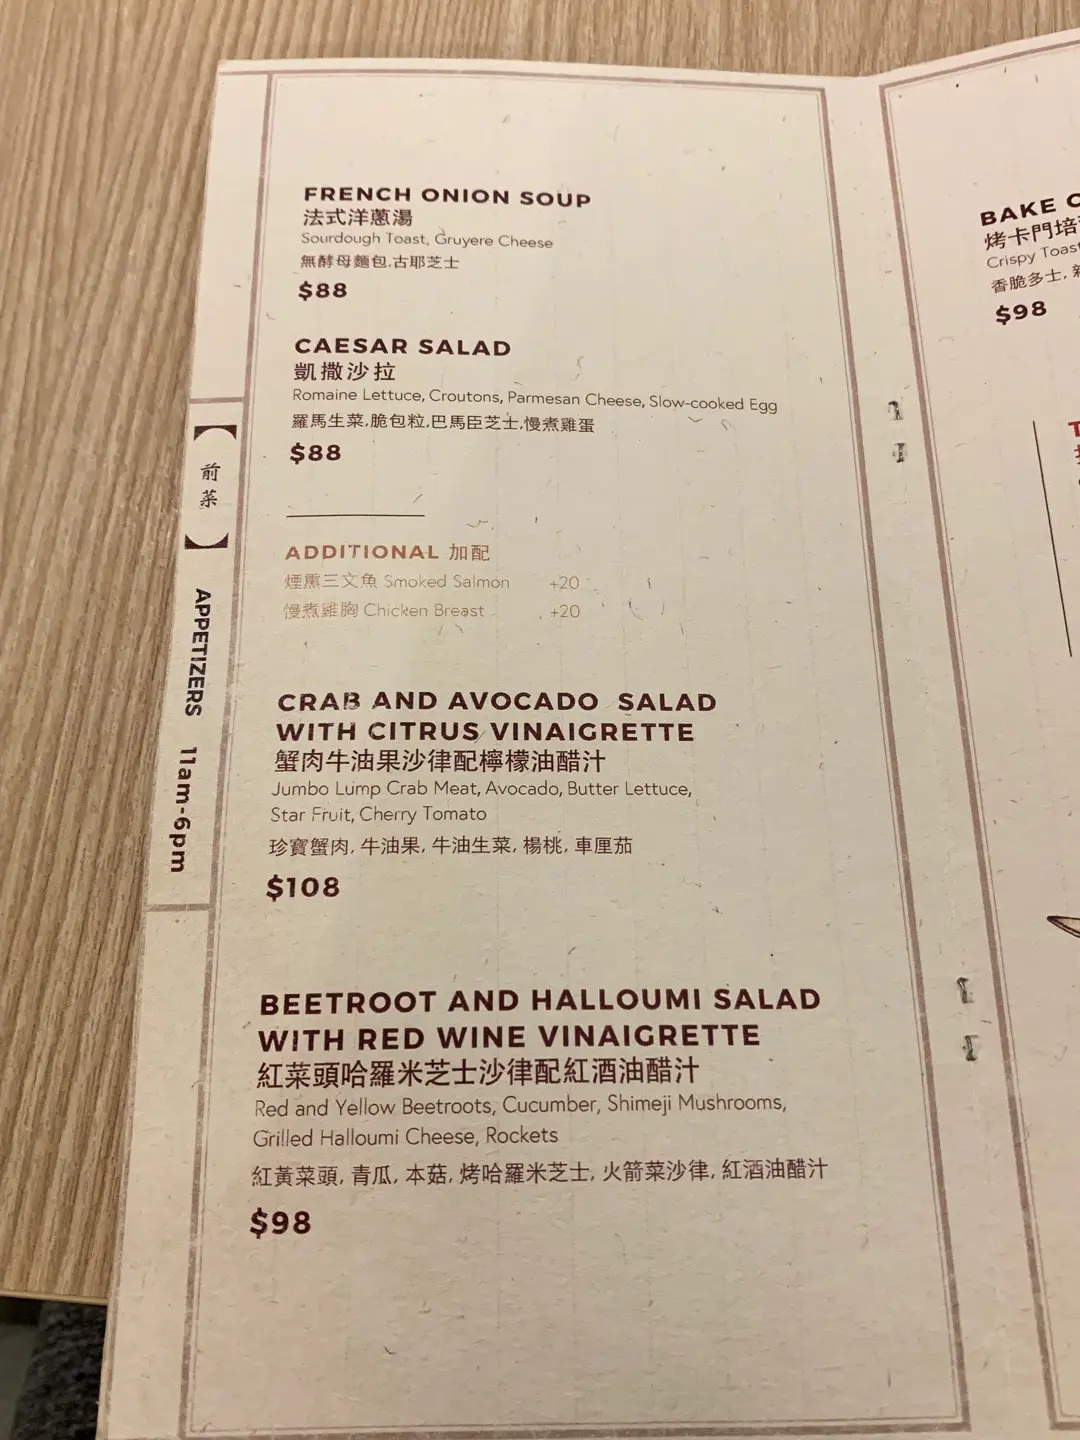 FRENCH ONION SOUP
法式洋蔥湯
Sourdough Toast, Gruyere Cheese
無酵母麵包.古耶芝士
$88
CAESAR SALAD
凱撒沙拉
Romaine Lettuce, Croutons, Parmesan Cheese, Slow-cooked Egg
羅馬生菜.脆包粒.巴馬臣芝士.慢煮雞蛋
$88
ADDITIONAL 加配
煙熏三文魚 Smoked Salmon +20
慢煮雞胸 Chicken Breast +20
CRAB AND AVOCADO SALAD
WITH CITRUS VINAIGRETTE
蟹肉牛油果沙律配檸檬油醋汁
Jumbo Lump Crab Meat, Avocado, Butter Lettuce,
Star Fruit, Cherry Tomato
珍寶蟹肉, 牛油果, 牛油生菜, 楊桃, 車厘茄
$108
BEETROOT AND HALLOUMI SALAD
WITH RED WINE VINAIGRETTE
紅菜頭哈羅米芝士沙律配紅酒油醋汁
Red and Yellow Beetroots, Cucumber, Shimeji Mushrooms,
Grilled Halloumi Cheese, Rockets
紅黃菜頭, 青瓜, 本菇, 烤哈羅米芝士, 火箭菜沙律, 紅酒油醋汁
$98
【前菜】
APPETIZERS 11am-6pm
BAKE
烤卡門培
Crispy Toas
香脆多士,
$98